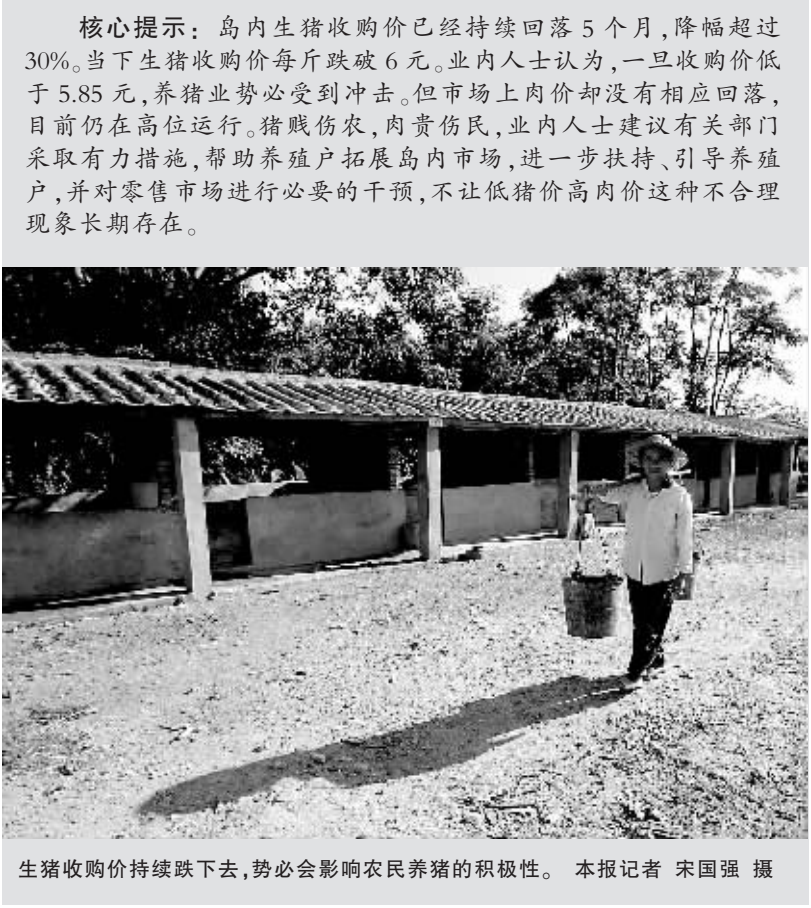 核心提示：岛内生猪收购价已经持续回落 5 个月，降幅超过
30%。当下生猪收购价每斤跌破 6 元。业内人士认为，一旦收购价低
于 5.85 元，养猪业势必受到冲击。但市场上肉价却没有相应回落，
目前仍在高位运行。猪贱伤农，肉贵伤民，业内人士建议有关部门
采取有力措施，帮助养殖户拓展岛内市场，进一步扶持、引导养殖
户，并对零售市场进行必要的干预，不让低猪价高肉价这种不合理
现象长期存在。
生猪收购价持续跌下去，势必会影响农民养猪的积极性。 本报记者 宋国强 摄